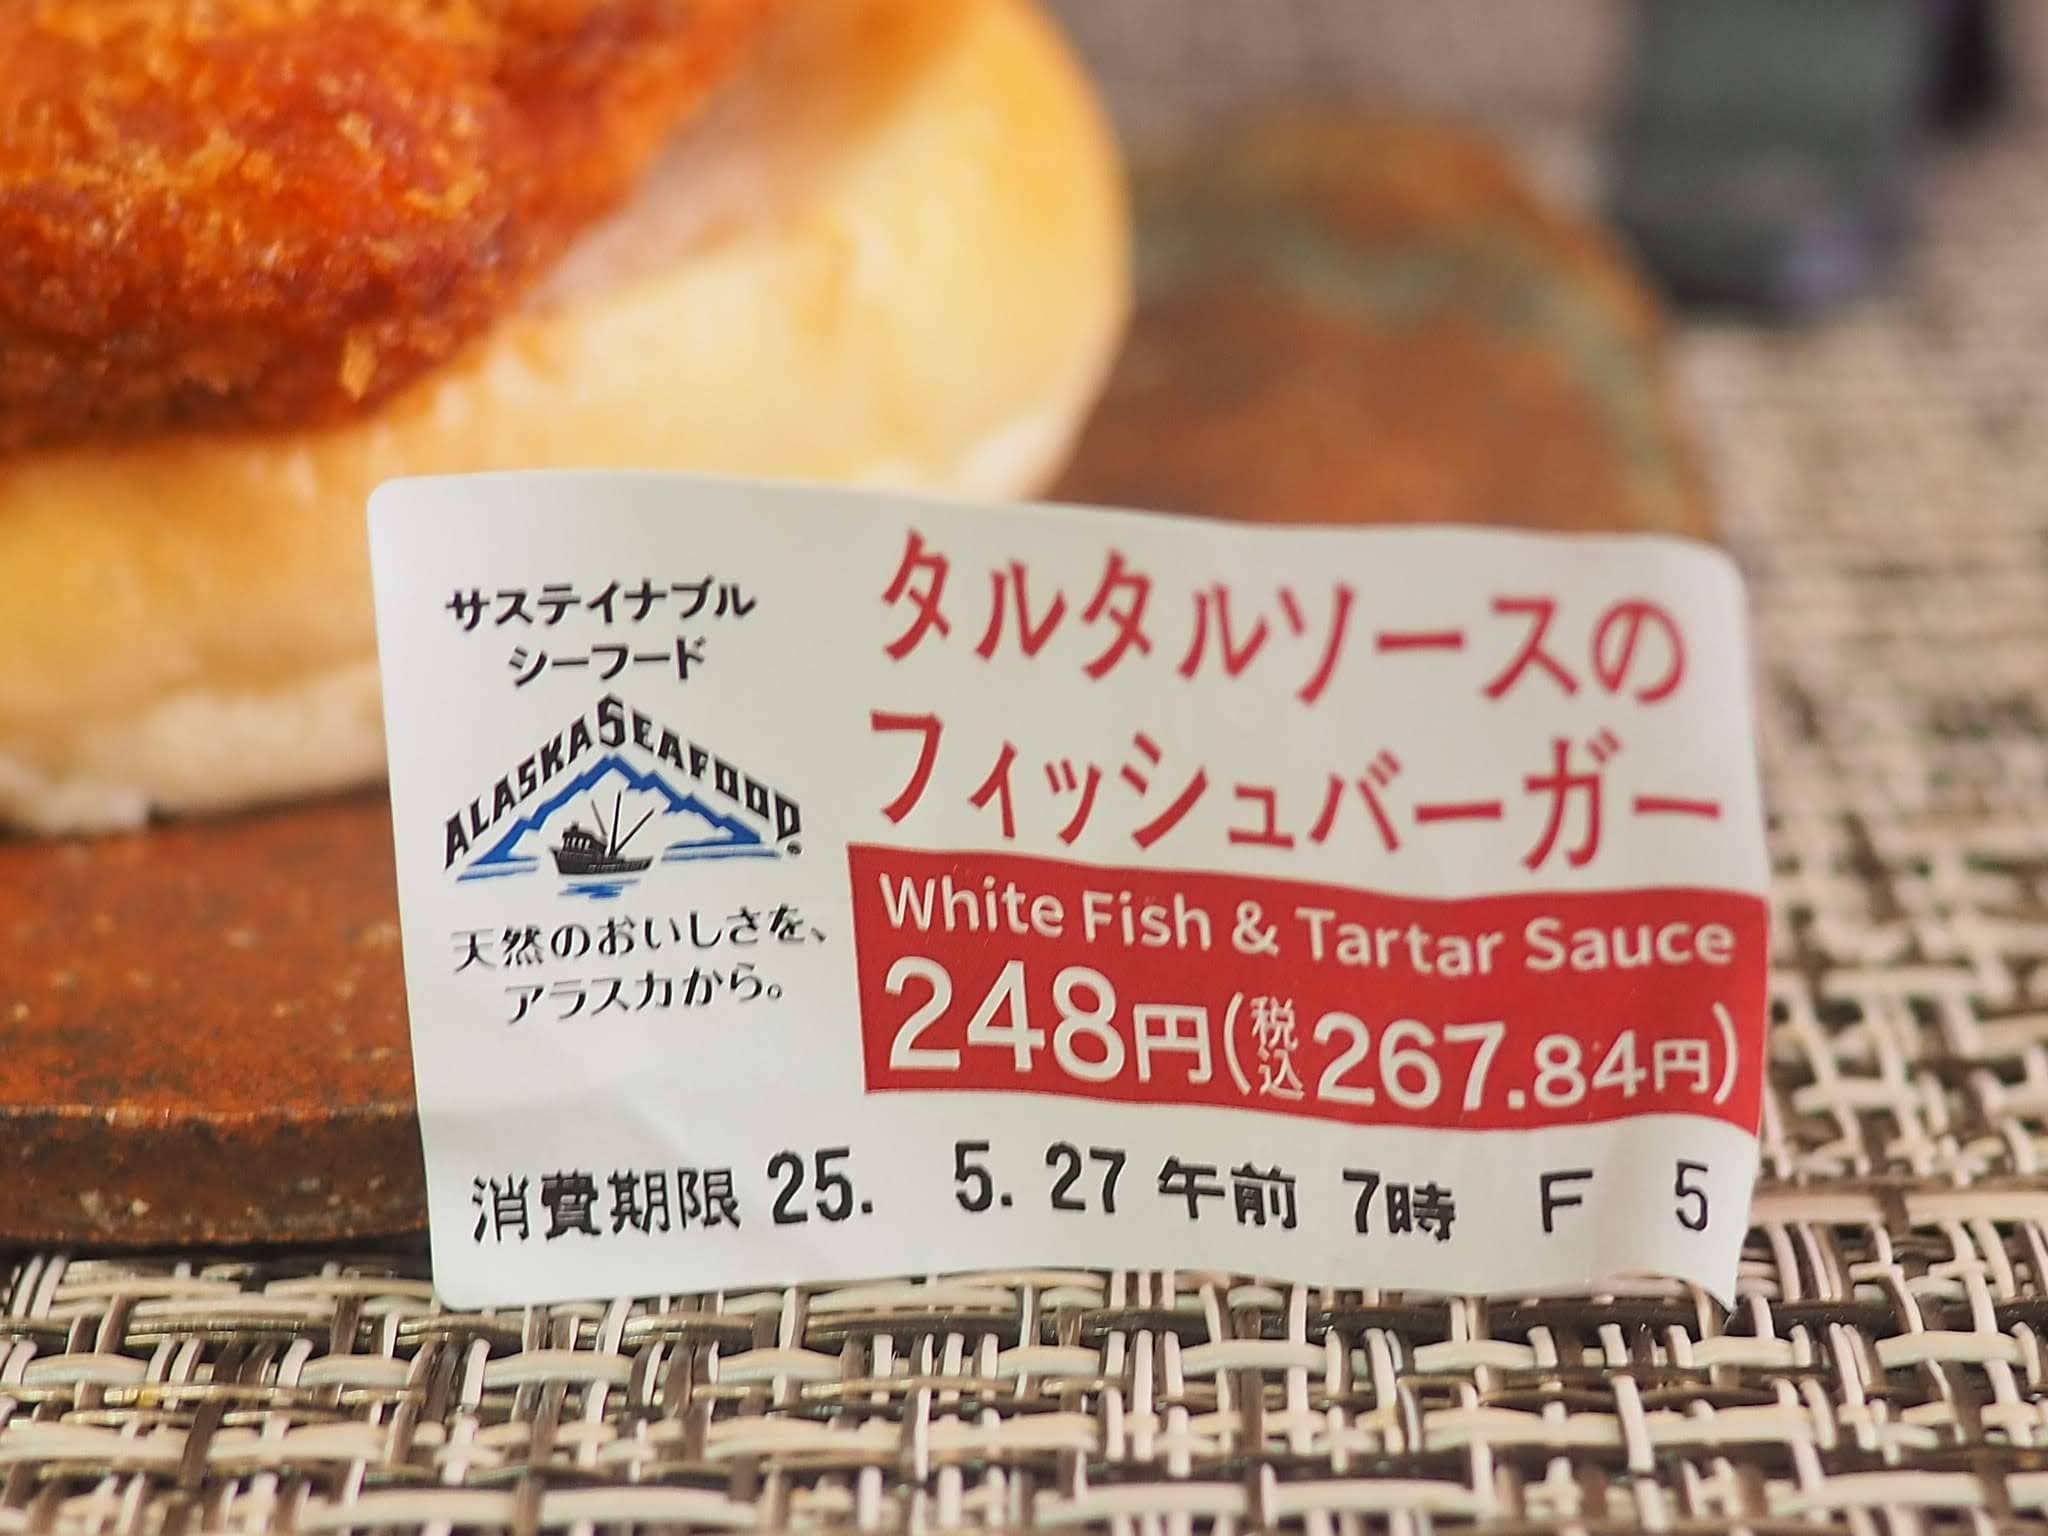 サステイナブル
シーフード
ALASKA SEAFOOD®
天然のおいしさを、
アラスカから。
タルタルソースの
フィッシュバーガー
White Fish & Tartar Sauce
248円(税込267.84円)
消費期限 25. 5. 27 午前 7時 F 5